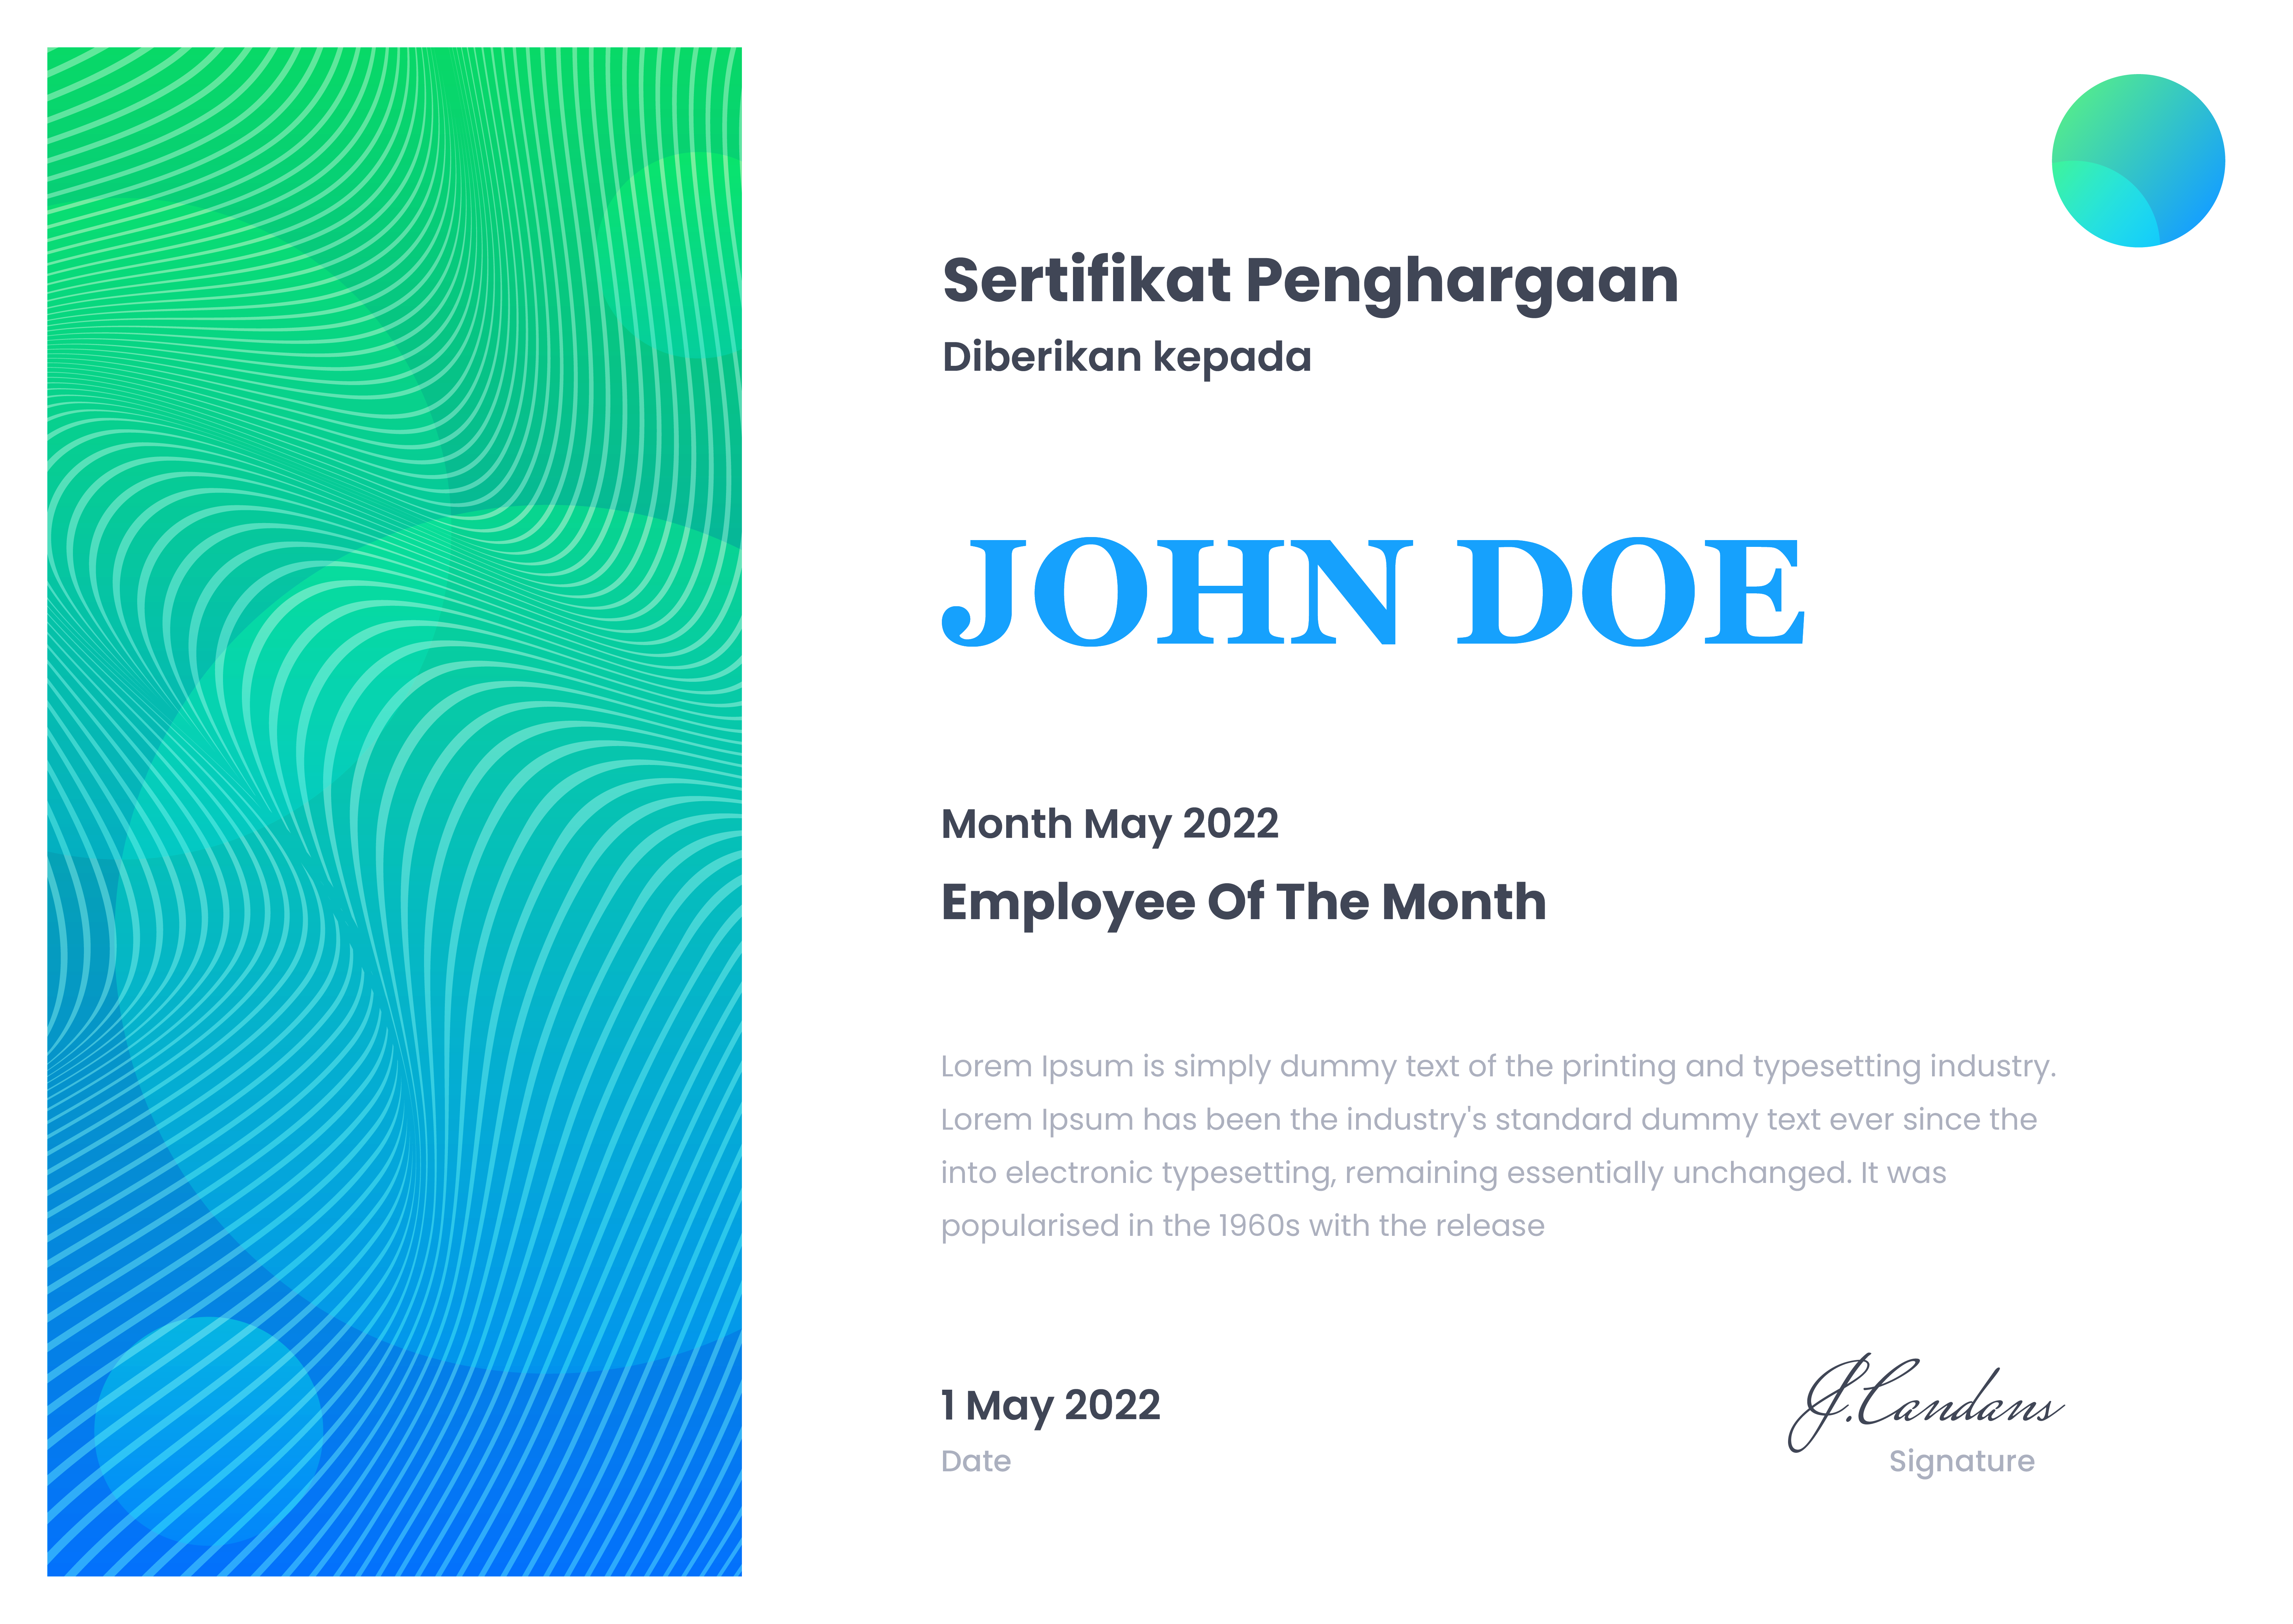 Sertifikat Penghargaan
Diberikan kepada
JOHN DOE
Month May 2022
Employee Of The Month
Lorem Ipsum is simply dummy text of the printing and typesetting industry.
Lorem Ipsum has been the industry's standard dummy text ever since the
into electronic typesetting, remaining essentially unchanged. It was
popularised in the 1960s with the release
1 May 2022
Date
J.Candans
Signature